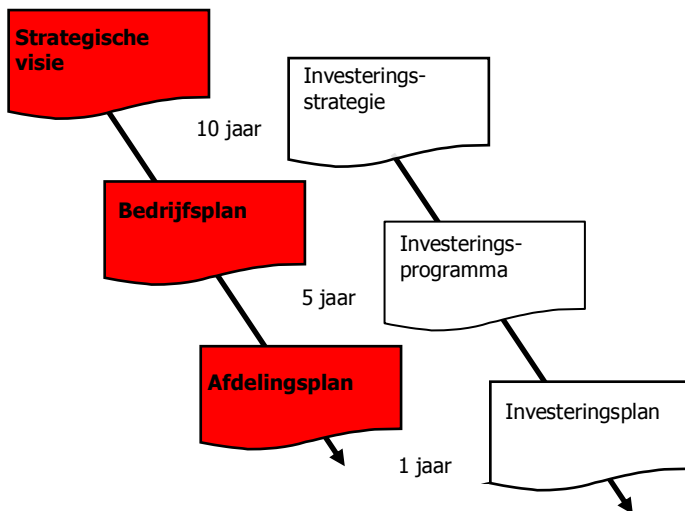 Strategische
visie
Investerings-
strategie
10 jaar
Bedrijfsplan
Investerings-
programma
5 jaar
Afdelingsplan
Investeringsplan
1 jaar